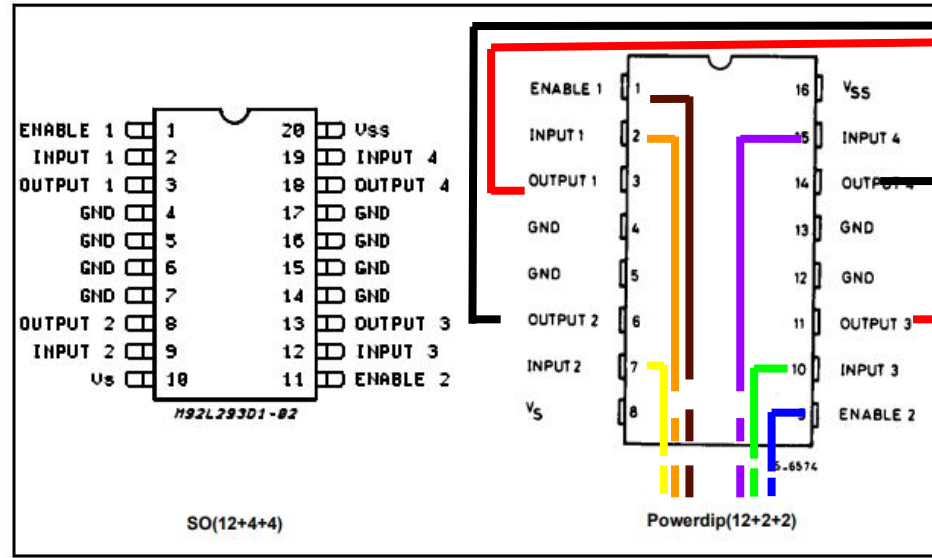 ENABLE 1 1 20 Vss
INPUT 1 2 19 INPUT 4
OUTPUT 1 3 18 OUTPUT 4
GND 4 17 GND
GND 5 16 GND
GND 6 15 GND
GND 7 14 GND
OUTPUT 2 8 13 OUTPUT 3
INPUT 2 9 12 INPUT 3
Vs 10 11 ENABLE 2
M92L293D1-02
SO(12+4+4)
ENABLE 1 1 16 VSS
INPUT 1 2 15 INPUT 4
OUTPUT 1 3 14 OUTPUT 4
GND 4 13 GND
GND 5 12 GND
OUTPUT 2 6 11 OUTPUT 3
INPUT 2 7 10 INPUT 3
VS 8 9 ENABLE 2
5-6574
Powerdip(12+2+2)